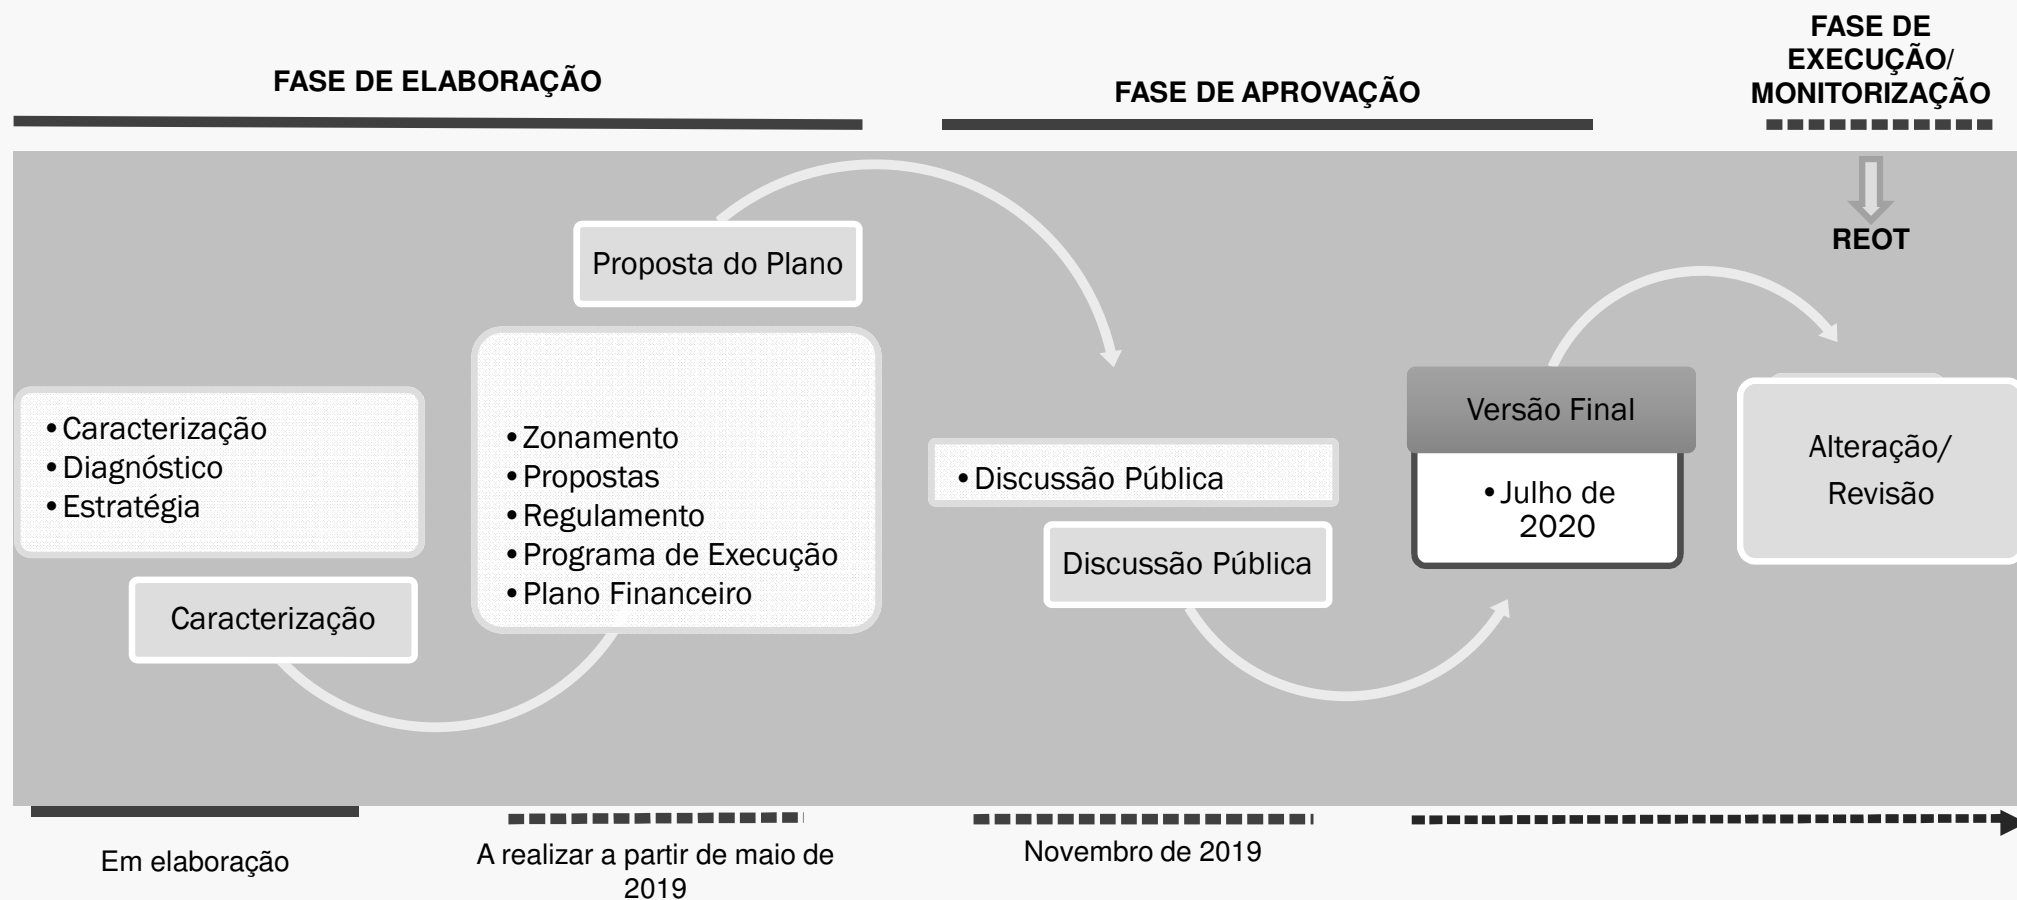 FASE DE ELABORAÇÃO
FASE DE APROVAÇÃO
FASE DE
EXECUÇÃO/
MONITORIZAÇÃO
REOT
•Caracterização
•Diagnóstico
•Estratégia
Caracterização
Proposta do Plano
•Zonamento
•Propostas
•Regulamento
•Programa de Execução
•Plano Financeiro
•Discussão Pública
Discussão Pública
Versão Final
•Julho de
2020
Alteração/
Revisão
Em elaboração
A realizar a partir de maio de
2019
Novembro de 2019